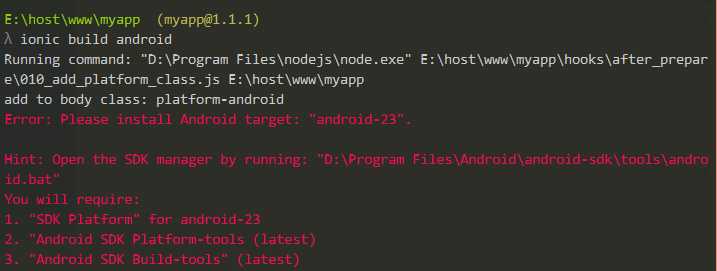 E:\host\www\myapp  (myapp@1.1.1)
λ ionic build android
Running command: "D:\Program Files\nodejs\node.exe" E:\host\www\myapp\hooks\after_prepar
e\010_add_platform_class.js E:\host\www\myapp
add to body class: platform-android
Error: Please install Android target: "android-23".
Hint: Open the SDK manager by running: "D:\Program Files\Android\android-sdk\tools\andro
id.bat"
You will require:
1. "SDK Platform" for android-23
2. "Android SDK Platform-tools (latest)
3. "Android SDK Build-tools" (latest)